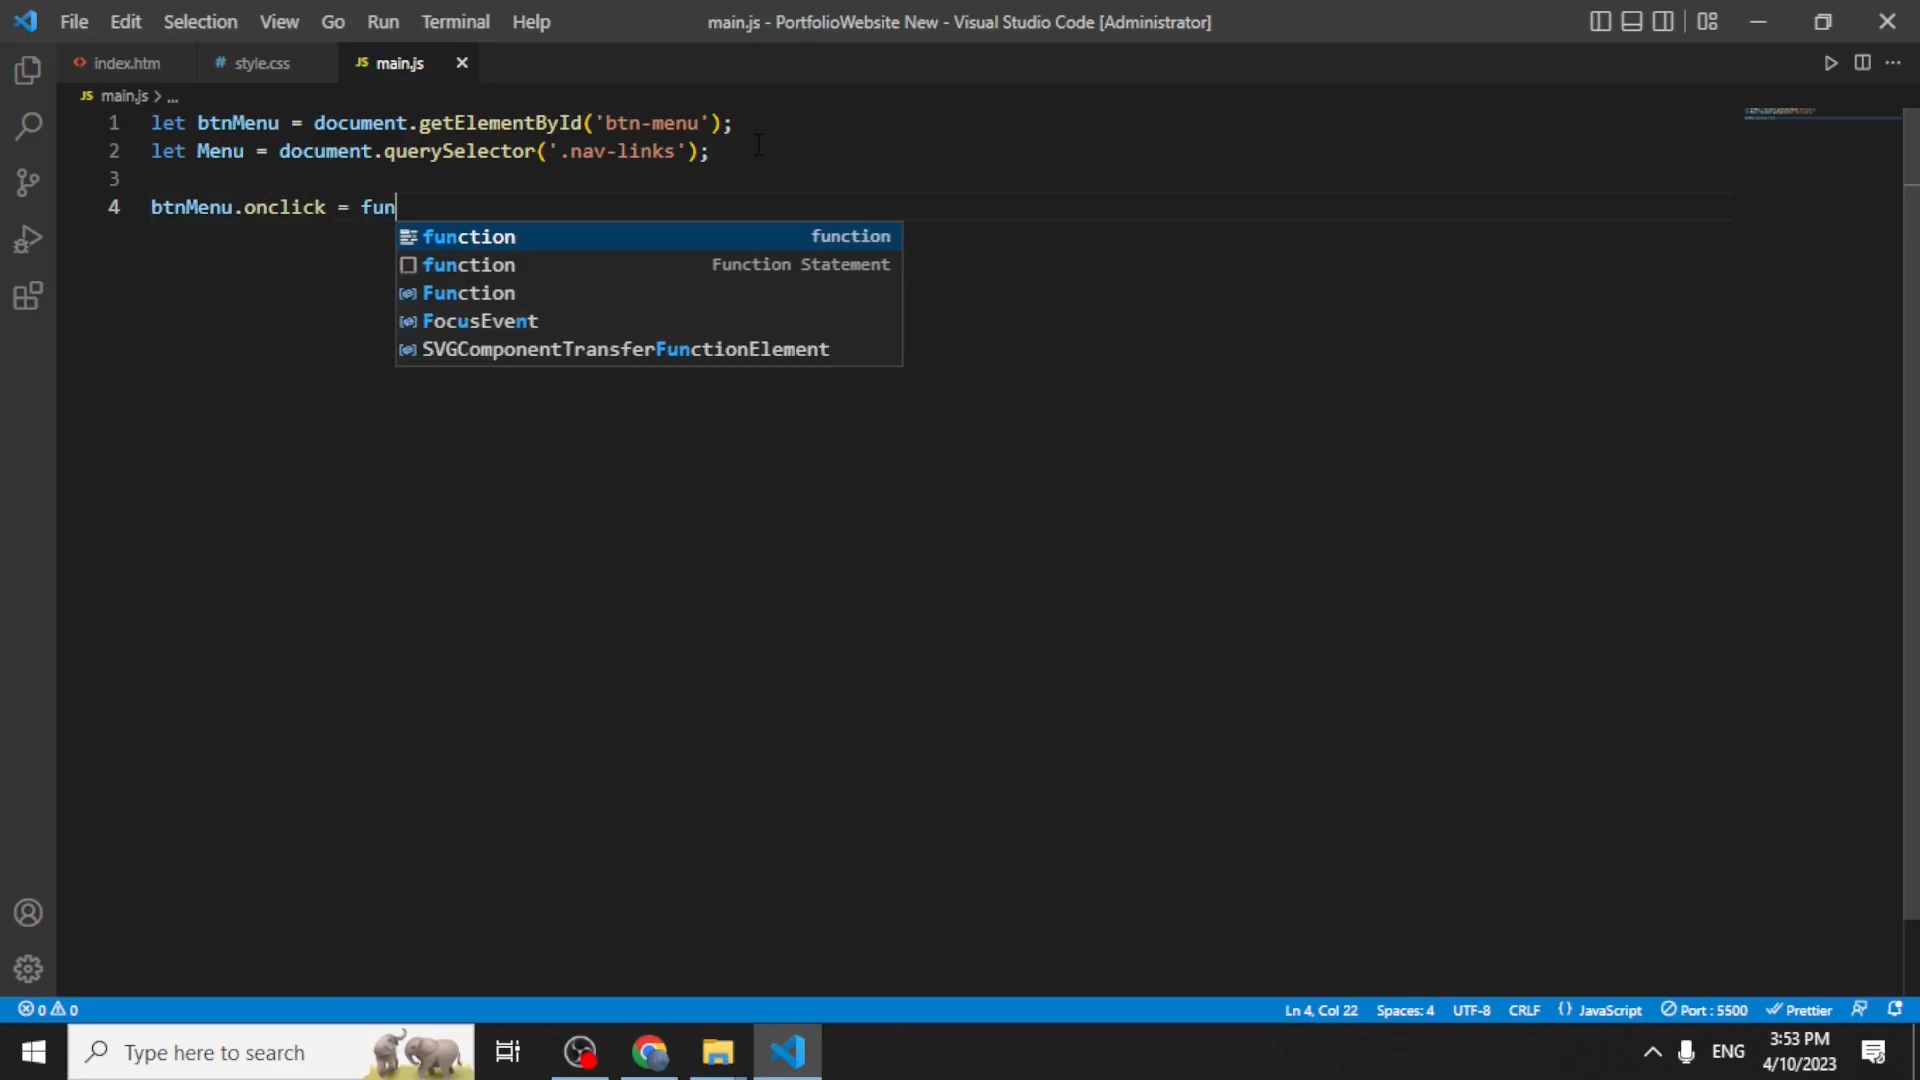 File Edit Selection View Go Run Terminal Help main.js - PortfolioWebsite New - Visual Studio Code [Administrator]
<> index.htm # style.css JS main.js ×
JS main.js > ...
1 let btnMenu = document.getElementById('btn-menu');
2 let Menu = document.querySelector('.nav-links');
3
4 btnMenu.onclick = fun
function function
function Function Statement
Function
FocusEvent
SVGComponentTransferFunctionElement
0 0 Ln 4, Col 22 Spaces: 4 UTF-8 CRLF {} JavaScript Port : 5500 Prettier
Type here to search ENG 3:53 PM
4/10/2023